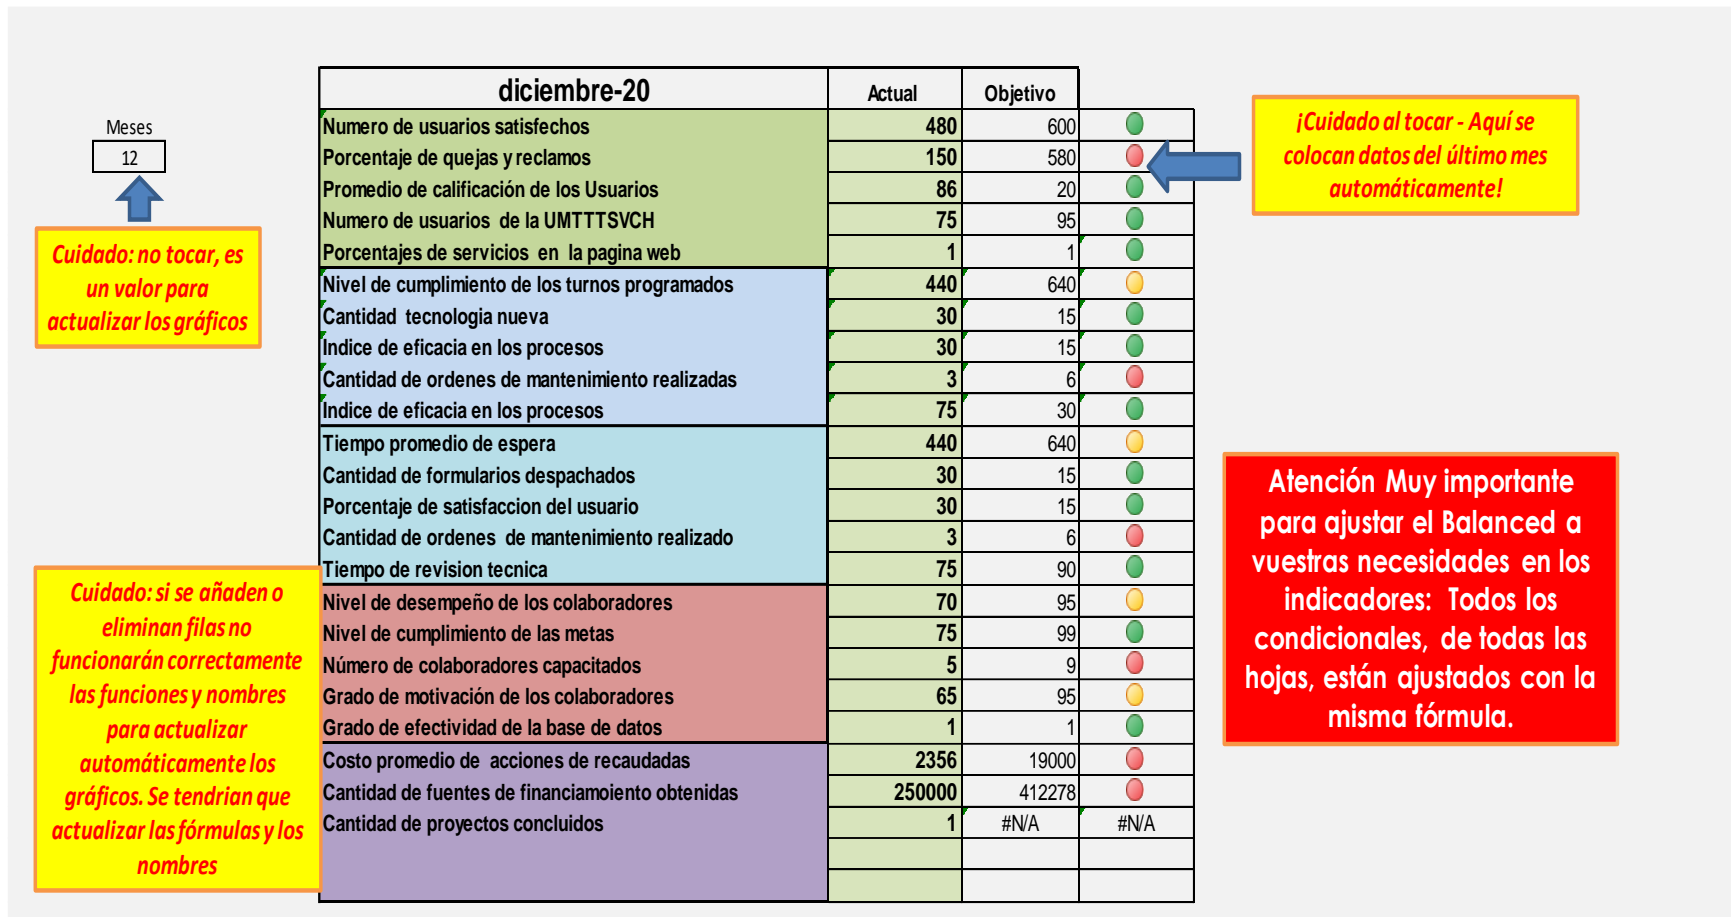 diciembre-20 Actual Objetivo
Numero de usuarios satisfechos 480 600
Porcentaje de quejas y reclamos 150 580
Promedio de calificación de los Usuarios 86 20
Numero de usuarios de la UMTTTSVCH 75 95
Porcentajes de servicios en la pagina web 1 1
Nivel de cumplimiento de los turnos programados 440 640
Cantidad tecnologia nueva 30 15
Indice de eficacia en los procesos 30 15
Cantidad de ordenes de mantenimiento realizadas 3 6
Indice de eficacia en los procesos 75 30
Tiempo promedio de espera 440 640
Cantidad de formularios despachados 30 15
Porcentaje de satisfaccion del usuario 30 15
Cantidad de ordenes de mantenimiento realizado 3 6
Tiempo de revision tecnica 75 90
Nivel de desempeño de los colaboradores 70 95
Nivel de cumplimiento de las metas 75 99
Número de colaboradores capacitados 5 9
Grado de motivación de los colaboradores 65 95
Grado de efectividad de la base de datos 1 1
Costo promedio de acciones de recaudadas 2356 19000
Cantidad de fuentes de financiamoiento obtenidas 250000 412278
Cantidad de proyectos concluidos 1 #N/A #N/A
Meses
12
Cuidado: no tocar, es
un valor para
actualizar los gráficos
Cuidado: si se añaden o
eliminan filas no
funcionarán correctamente
las funciones y nombres
para actualizar
automáticamente los
gráficos. Se tendrian que
actualizar las fórmulas y los
nombres
¡Cuidado al tocar - Aquí se
colocan datos del último mes
automáticamente!
Atención Muy importante
para ajustar el Balanced a
vuestras necesidades en los
indicadores: Todos los
condicionales, de todas las
hojas, están ajustados con la
misma fórmula.